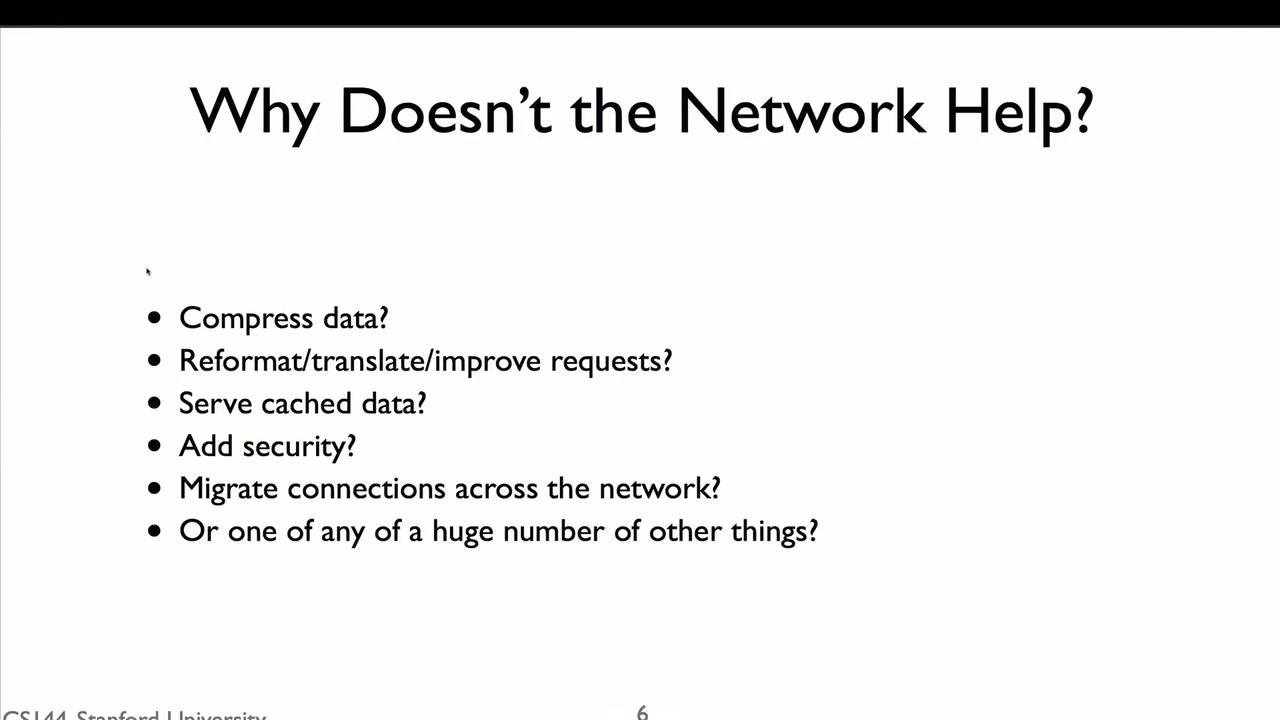 Why Doesn't the Network Help?
• Compress data?
• Reformat/translate/improve requests?
• Serve cached data?
• Add security?
• Migrate connections across the network?
• Or one of any of a huge number of other things?
CS144, Stanford University
6